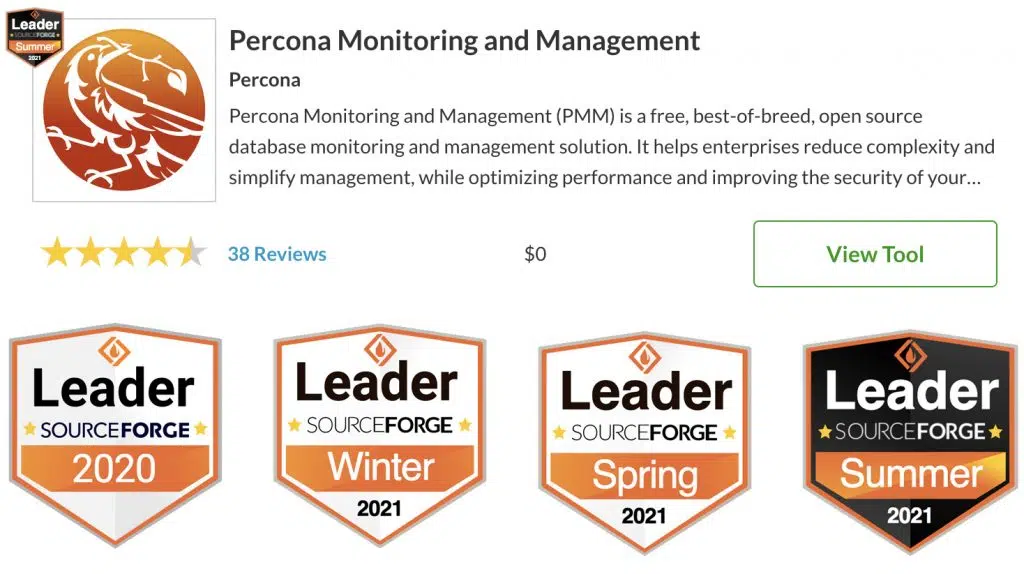 Leader
SOURCEFORGE
Summer
2021
Percona Monitoring and Management
Percona
Percona Monitoring and Management (PMM) is a free, best-of-breed, open source
database monitoring and management solution. It helps enterprises reduce complexity and
simplify management, while optimizing performance and improving the security of your...
38 Reviews
$0
View Tool
Leader
SOURCEFORGE
2020
Leader
SOURCEFORGE
Winter
2021
Leader
SOURCEFORGE
Spring
2021
Leader
SOURCEFORGE
Summer
2021